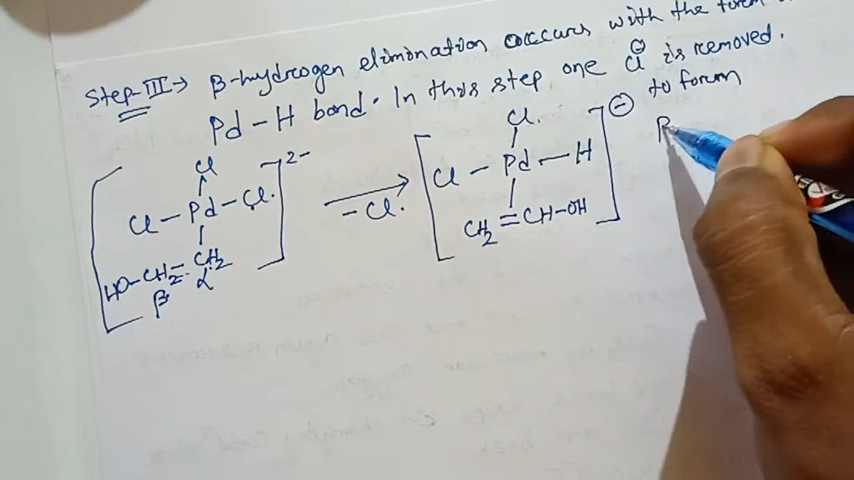 Step-III → β-hydrogen elimination occurs with the form
Pd-H bond. In this step one Cl⊖ is removed.
to form
[Cl Cl-Pd-Cl. HO-CH2-CH2 β α]2-
-Cl.
[Cl. Cl-Pd-H CH2=CH-OH]⊖